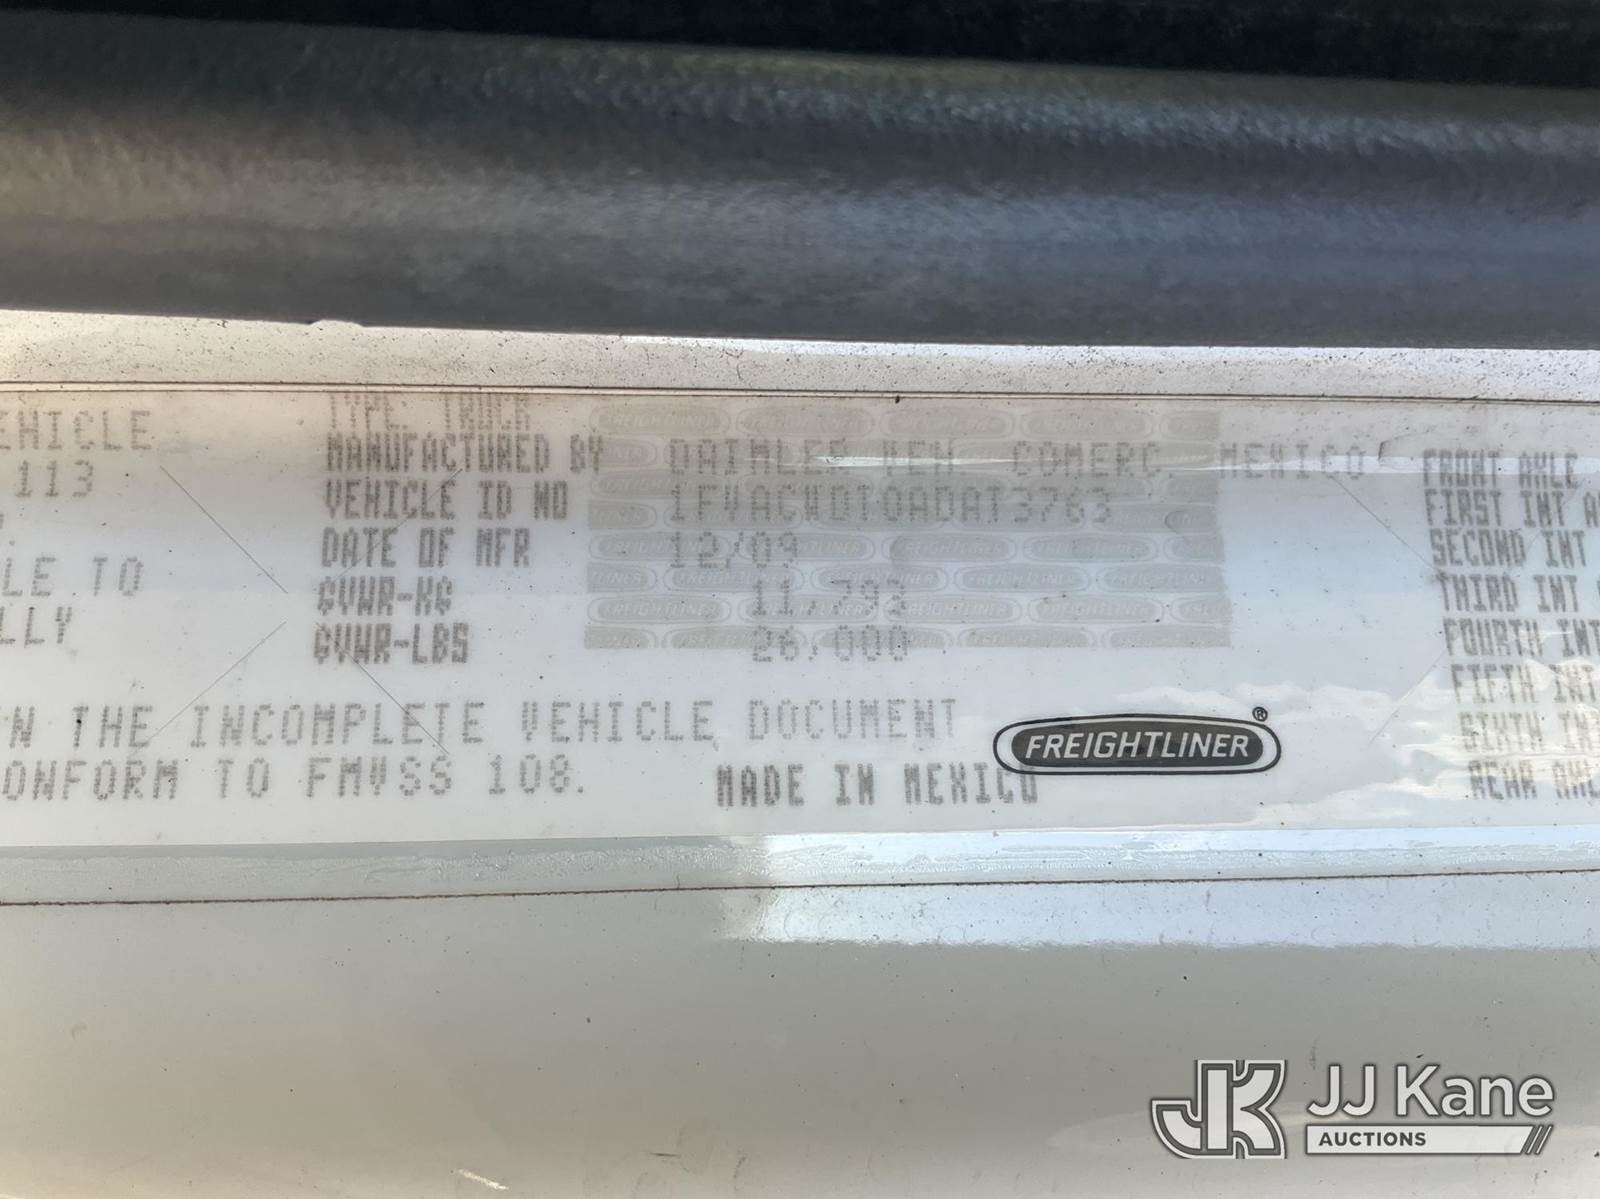 EHICLE
113
LE TO
LLY
TYPE TRUCK
MANUFACTURED BY DAIMLER VEH COMERC MEXICO
VEHICLE ID NO 1FVACWDT0ADAT3763
DATE OF MFR 12/09
GVWR-KG 11,793
GVWR-LBS 26,000
N THE INCOMPLETE VEHICLE DOCUMENT
ONFORM TO FMVSS 108.
MADE IN MEXICO
FREIGHTLINER®
FRONT AXLE
FIRST INT A
SECOND INT
THIRD INT
FOURTH INT
FIFTH INT
SIXTH IN
REAR AXL
JK JJ Kane
AUCTIONS